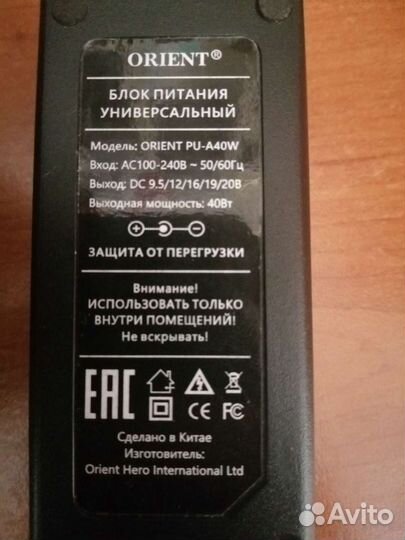 ORIENT®
БЛОК ПИТАНИЯ
УНИВЕРСАЛЬНЫЙ
Модель: ORIENT PU-A40W
Вход: AC100-240В ~ 50/60Гц
Выход: DC 9.5/12/16/19/20В
Выходная мощность: 40Вт
ЗАЩИТА ОТ ПЕРЕГРУЗКИ
Внимание!
ИСПОЛЬЗОВАТЬ ТОЛЬКО
ВНУТРИ ПОМЕЩЕНИЙ!
Не вскрывать!
EAC
CE FC
Сделано в Китае
Изготовитель:
Orient Hero International Ltd
Avito